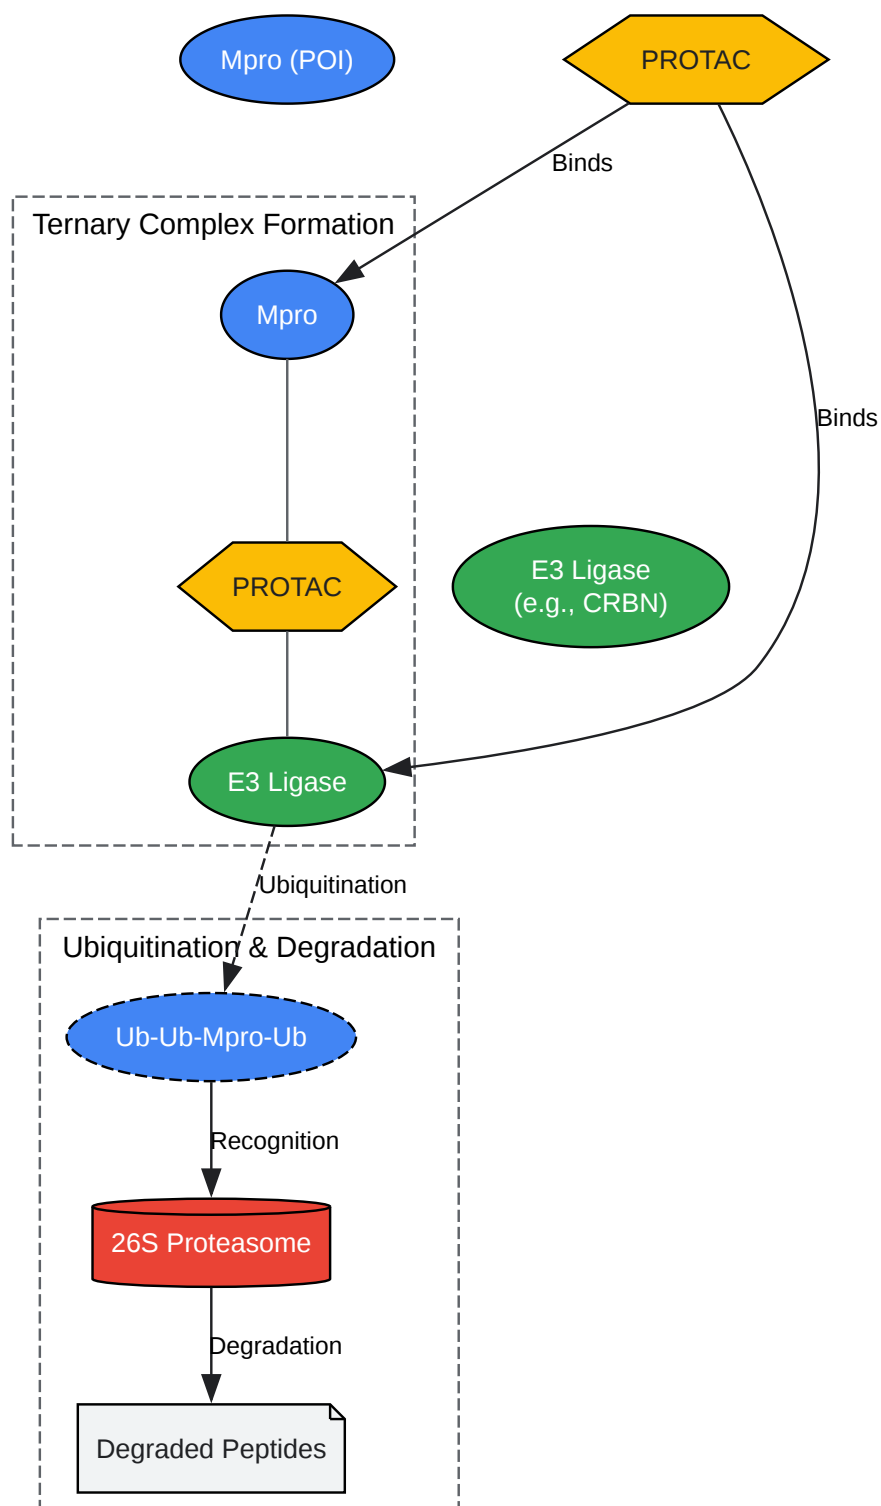 Mpro (POI)
PROTAC
Binds
Ternary Complex Formation
Mpro
Binds
PROTAC
E3 Ligase
(e.g., CRBN)
E3 Ligase
Ubiquitination
Ubiquitination & Degradation
Ub-Ub-Mpro-Ub
Recognition
26S Proteasome
Degradation
Degraded Peptides